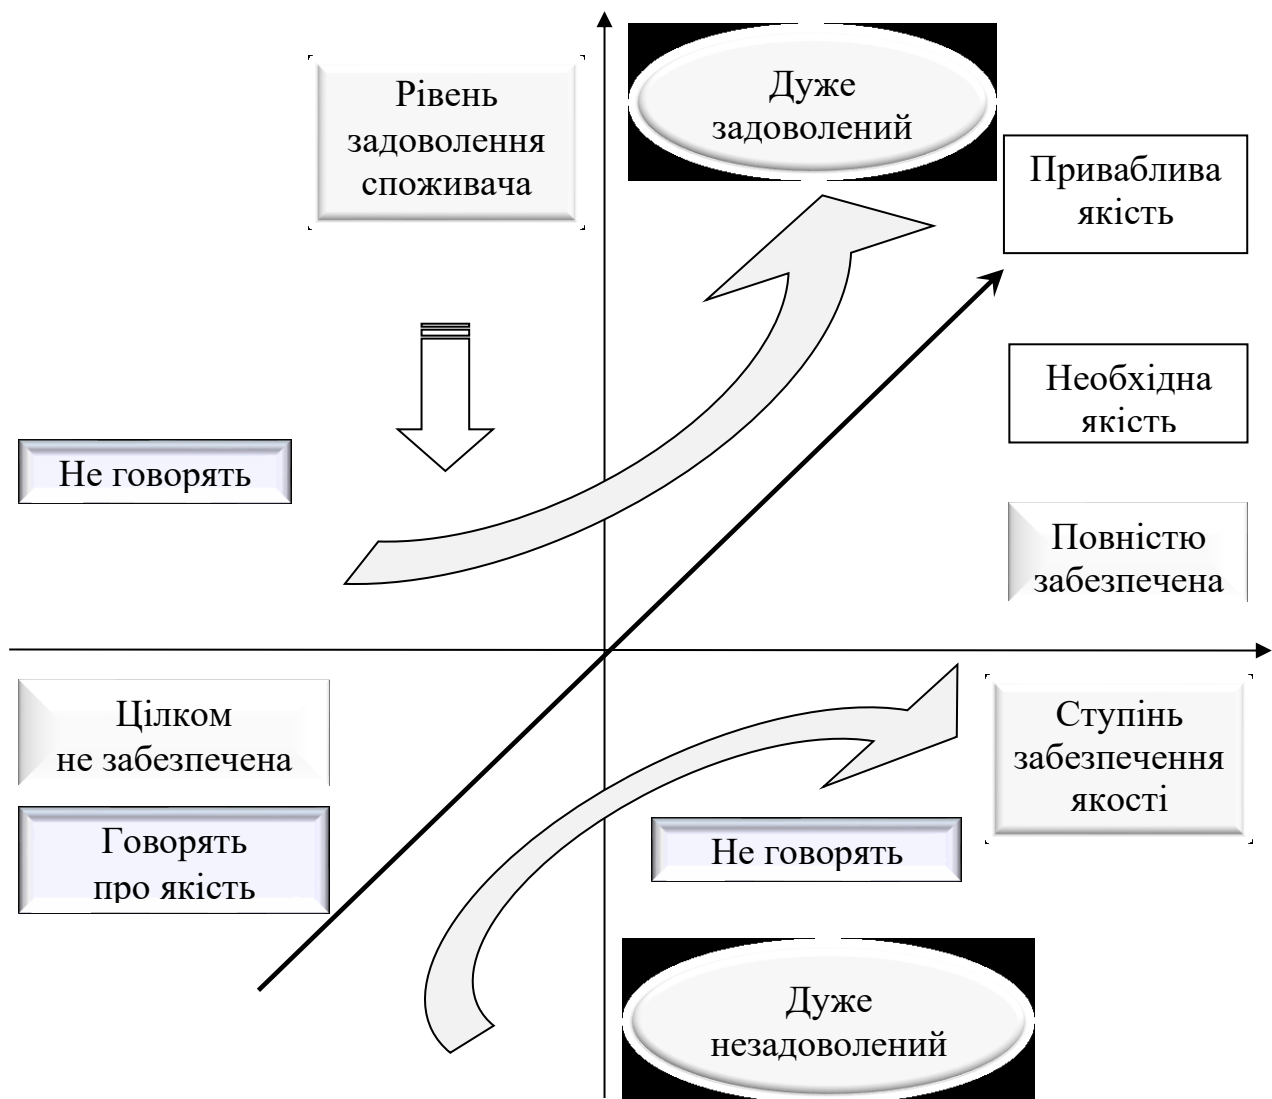 Рівень
задоволення
споживача
Дуже
задоволений
Приваблива
якість
Необхідна
якість
Не говорять
Повністю
забезпечена
Цілком
не забезпечена
Ступінь
забезпечення
якості
Говорять
про якість
Не говорять
Дуже
незадоволений